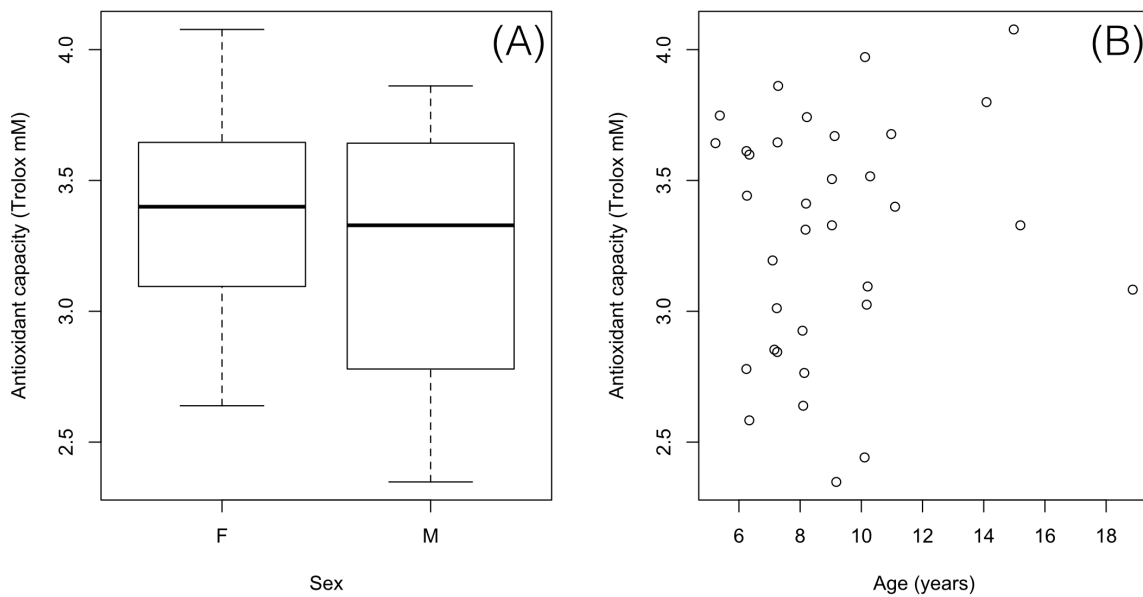 (A)
Antioxidant capacity (Trolox mM)
4.0
3.5
3.0
2.5
F M
Sex
(B)
Antioxidant capacity (Trolox mM)
4.0
3.5
3.0
2.5
6 8 10 12 14 16 18
Age (years)